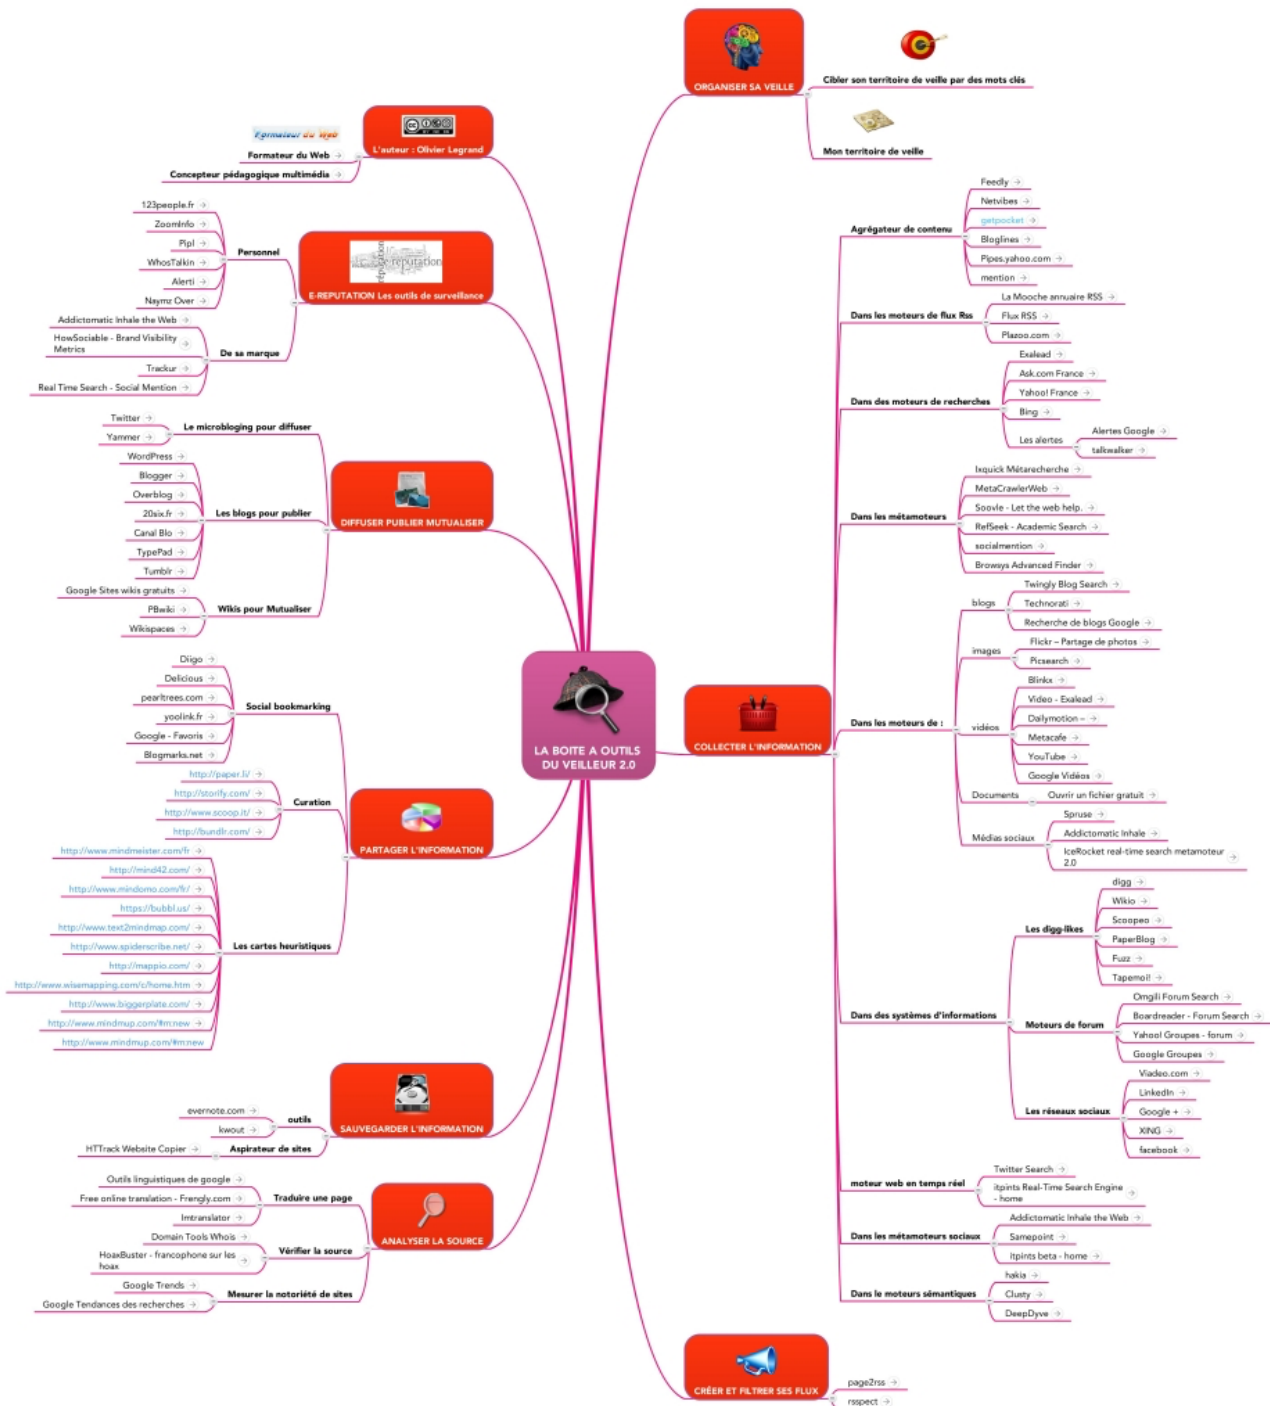 LA BOITE A OUTILS
DU VEILLEUR 2.0
ORGANISER SA VEILLE
Cibler son territoire de veille par des mots clés
Mon territoire de veille
COLLECTER L'INFORMATION
Agrégateur de contenu
Feedly
Netvibes
getpocket
Bloglines
Pipes.yahoo.com
mention
Dans les moteurs de flux Rss
La Mooche annuaire RSS
Flux RSS
Plazoo.com
Dans des moteurs de recherches
Exalead
Ask.com France
Yahoo! France
Bing
Les alertes
Alertes Google
talkwalker
Dans les métamoteurs
Ixquick Métarecherche
MetaCrawlerWeb
Soovle - Let the web help.
RefSeek - Academic Search
socialmention
Browsys Advanced Finder
Dans les moteurs de :
blogs
Twingly Blog Search
Technorati
Recherche de blogs Google
images
Flickr – Partage de photos
Picsearch
vidéos
Blinkx
Video - Exalead
Dailymotion –
Metacafe
YouTube
Google Vidéos
Documents
Ouvrir un fichier gratuit
Médias sociaux
Spruse
Addictomatic Inhale
IceRocket real-time search metamoteur
2.0
Dans des systèmes d'informations
Les digg-likes
digg
Wikio
Scoopeo
PaperBlog
Fuzz
Tapemoi!
Moteurs de forum
Omgili Forum Search
Boardreader - Forum Search
Yahoo! Groupes - forum
Google Groupes
Les réseaux sociaux
Viadeo.com
LinkedIn
Google +
XING
facebook
moteur web en temps réel
Twitter Search
itpints Real-Time Search Engine
- home
Dans les métamoteurs sociaux
Addictomatic Inhale the Web
Samepoint
itpints beta - home
Dans le moteurs sémantiques
hakia
Clusty
DeepDyve
CRÉER ET FILTRER SES FLUX
page2rss
rsspect
L'auteur : Olivier Legrand
Formateur du Web
Formateur du Web
Concepteur pédagogique multimédia
E-REPUTATION Les outils de surveillance
e-reputation
réputation
Personnel
123people.fr
ZoomInfo
Pipl
WhosTalkin
Alerti
Naymz Over
De sa marque
Addictomatic Inhale the Web
HowSociable - Brand Visibility
Metrics
Trackur
Real Time Search - Social Mention
DIFFUSER PUBLIER MUTUALISER
Le microbloging pour diffuser
Twitter
Yammer
Les blogs pour publier
WordPress
Blogger
Overblog
20six.fr
Canal Blo
TypePad
Tumblr
Wikis pour Mutualiser
Google Sites wikis gratuits
PBwiki
Wikispaces
PARTAGER L'INFORMATION
Social bookmarking
Diigo
Delicious
pearltrees.com
yoolink.fr
Google - Favoris
Blogmarks.net
Curation
http://paper.li/
http://storify.com/
http://www.scoop.it/
http://bundlr.com/
Les cartes heuristiques
http://www.mindmeister.com/fr
http://mind42.com/
http://www.mindomo.com/fr/
https://bubbl.us/
http://www.text2mindmap.com/
http://www.spiderscribe.net/
http://mappio.com/
http://www.wisemapping.com/c/home.htm
http://www.biggerplate.com/
http://www.mindmup.com/#m:new
http://www.mindmup.com/#m:new
SAUVEGARDER L'INFORMATION
outils
evernote.com
kwout
Aspirateur de sites
HTTrack Website Copier
ANALYSER LA SOURCE
Traduire une page
Outils linguistiques de google
Free online translation - Frengly.com
Imtranslator
Vérifier la source
Domain Tools Whois
HoaxBuster - francophone sur les
hoax
Mesurer la notoriété de sites
Google Trends
Google Tendances des recherches